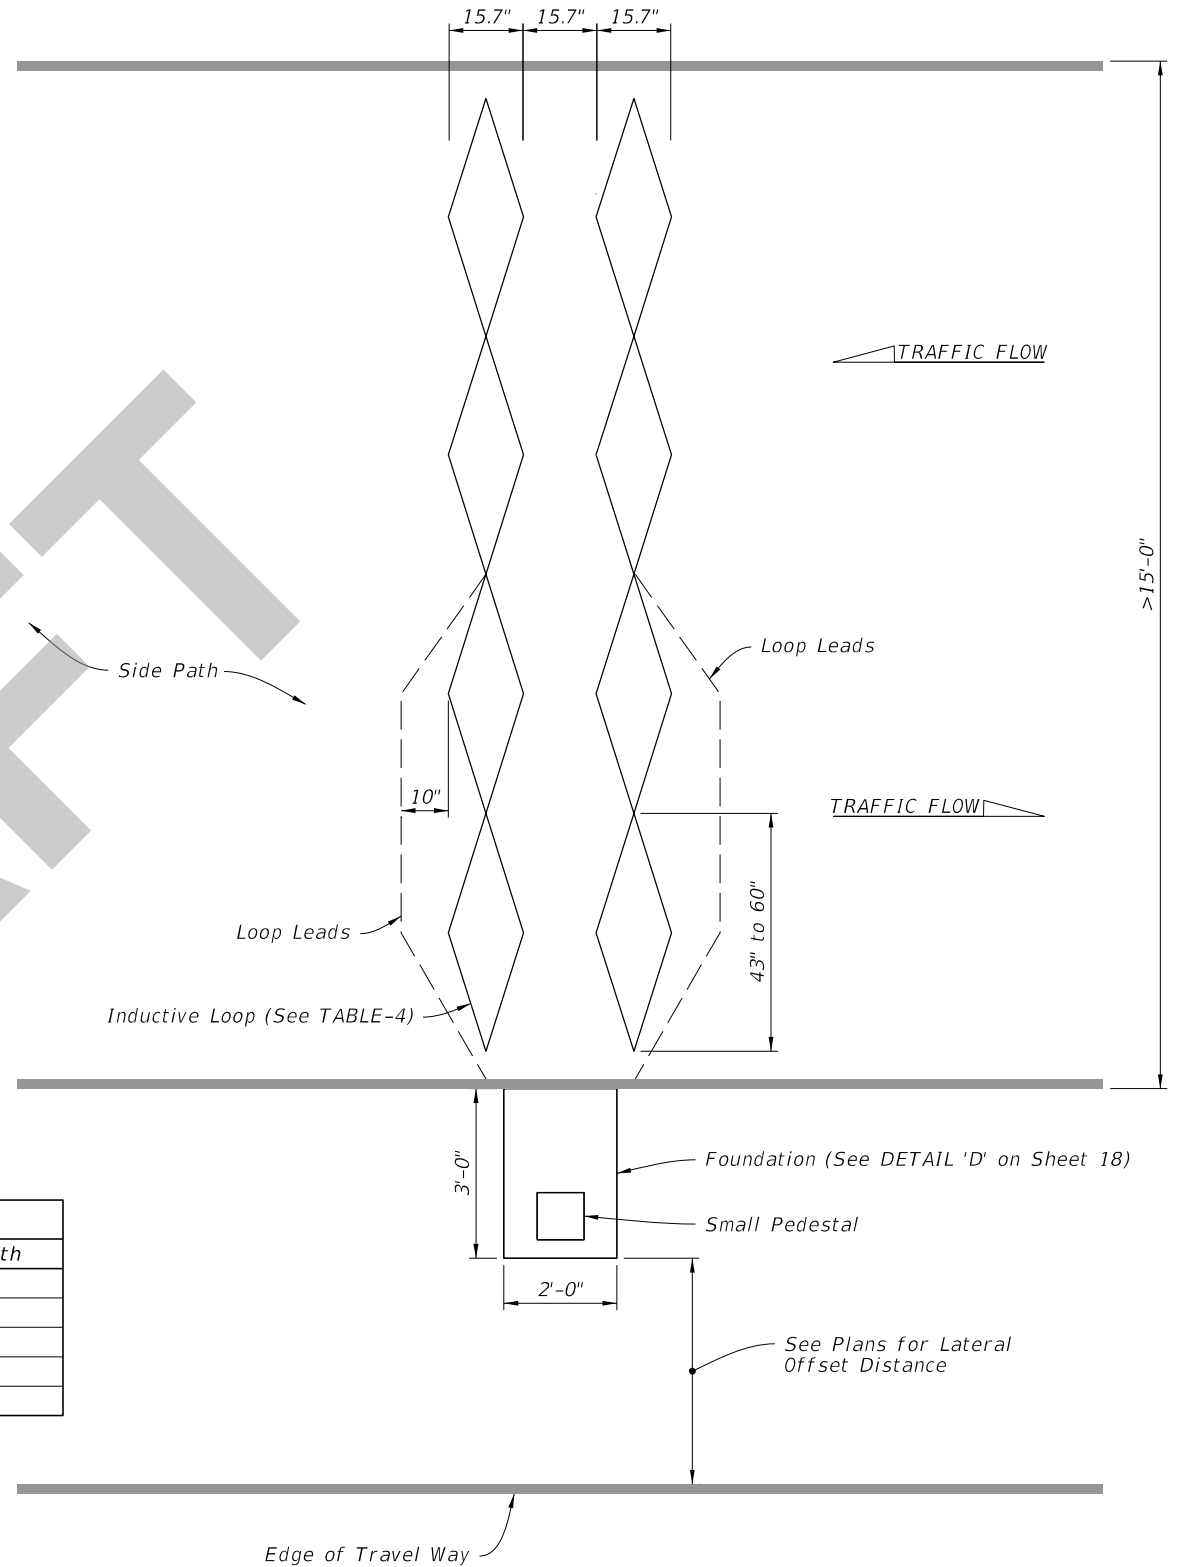 15.7" 15.7" 15.7"
TRAFFIC FLOW
>15'-0"
Side Path
Loop Leads
10"
TRAFFIC FLOW
43" to 60"
Loop Leads
Inductive Loop (See TABLE-4)
3'-0"
Foundation (See DETAIL 'D' on Sheet 18)
Small Pedestal
th
2'-0"
See Plans for Lateral
Offset Distance
Edge of Travel Way